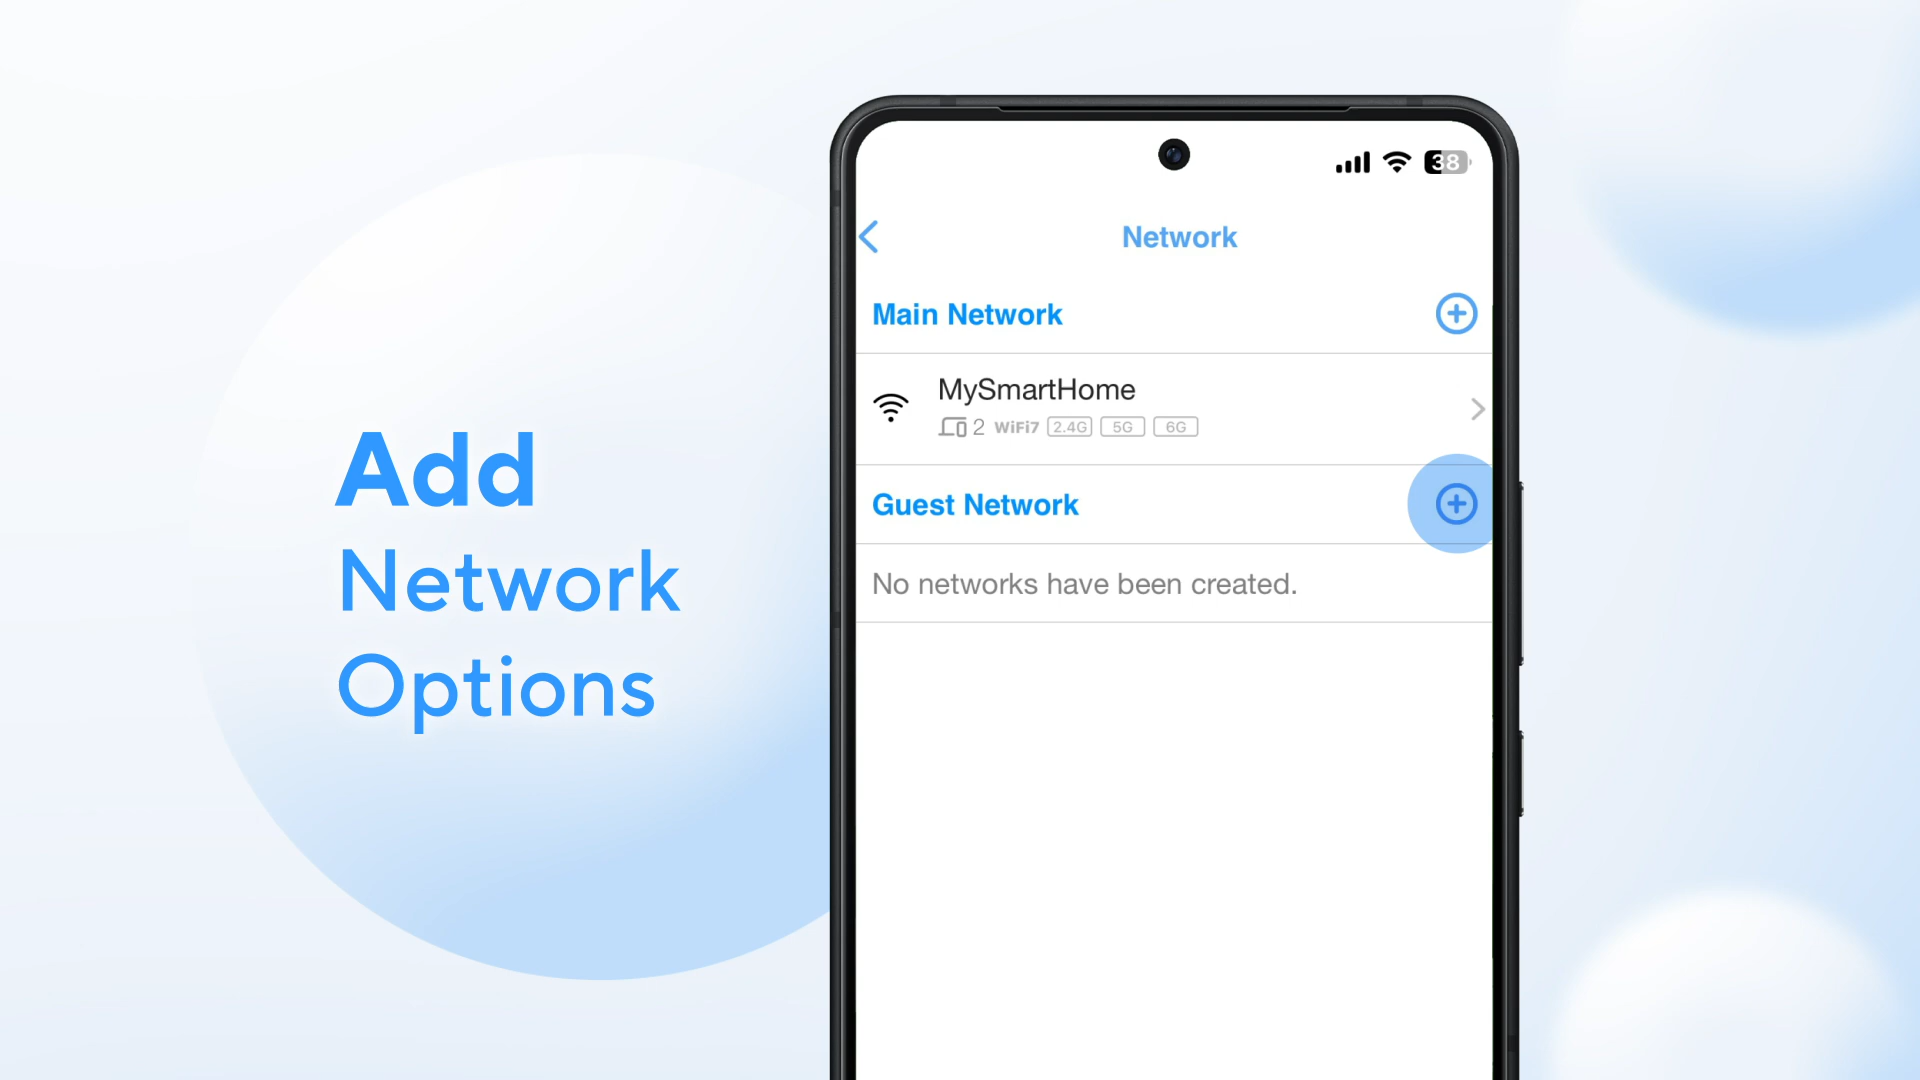 Add
Network
Options
38
Network
Main Network
MySmartHome
2 WiFi7 2.4G 5G 6G
Guest Network
No networks have been created.